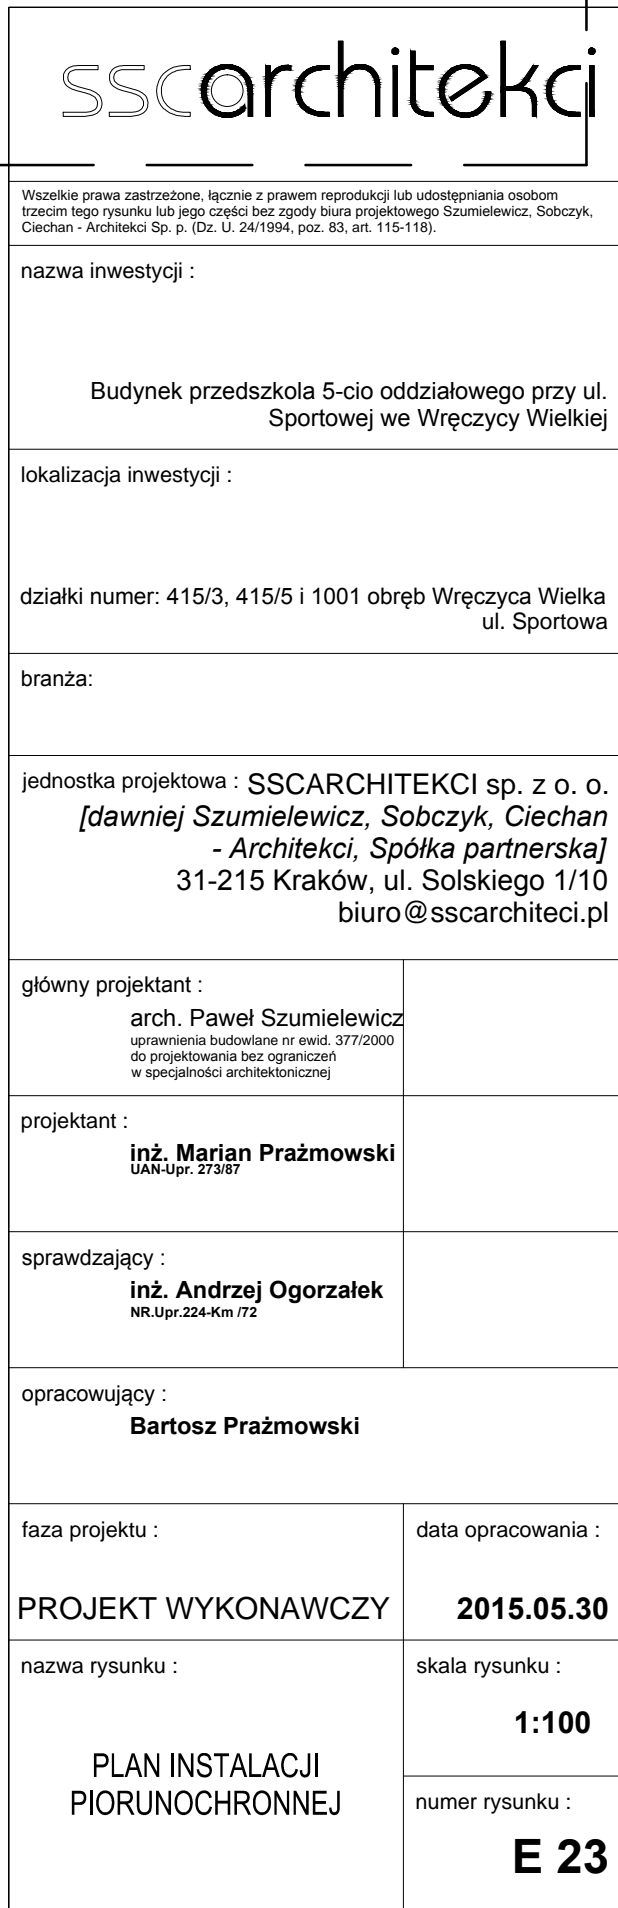 sscarchitekci
Wszelkie prawa zastrzeżone, łącznie z prawem reprodukcji lub udostępniania osobom
trzecim tego rysunku lub jego części bez zgody biura projektowego Szumielewicz, Sobczyk,
Ciechan - Architekci Sp. p. (Dz. U. 24/1994, poz. 83, art. 115-118).
nazwa inwestycji :
Budynek przedszkola 5-cio oddziałowego przy ul.
Sportowej we Wręczycy Wielkiej
lokalizacja inwestycji :
działki numer: 415/3, 415/5 i 1001 obręb Wręczyca Wielka
ul. Sportowa
branża:
jednostka projektowa : SSCARCHITEKCI sp. z o. o.
[dawniej Szumielewicz, Sobczyk, Ciechan
- Architekci, Spółka partnerska]
31-215 Kraków, ul. Solskiego 1/10
biuro@sscarchiteci.pl
główny projektant :
arch. Paweł Szumielewicz
uprawnienia budowlane nr ewid. 377/2000
do projektowania bez ograniczeń
w specjalności architektonicznej
projektant :
inż. Marian Prażmowski
UAN-Upr. 273/87
sprawdzający :
inż. Andrzej Ogorzałek
NR.Upr.224-Km /72
opracowujący :
Bartosz Prażmowski
faza projektu :
PROJEKT WYKONAWCZY
data opracowania :
2015.05.30
nazwa rysunku :
PLAN INSTALACJI
PIORUNOCHRONNEJ
skala rysunku :
1:100
numer rysunku :
E 23